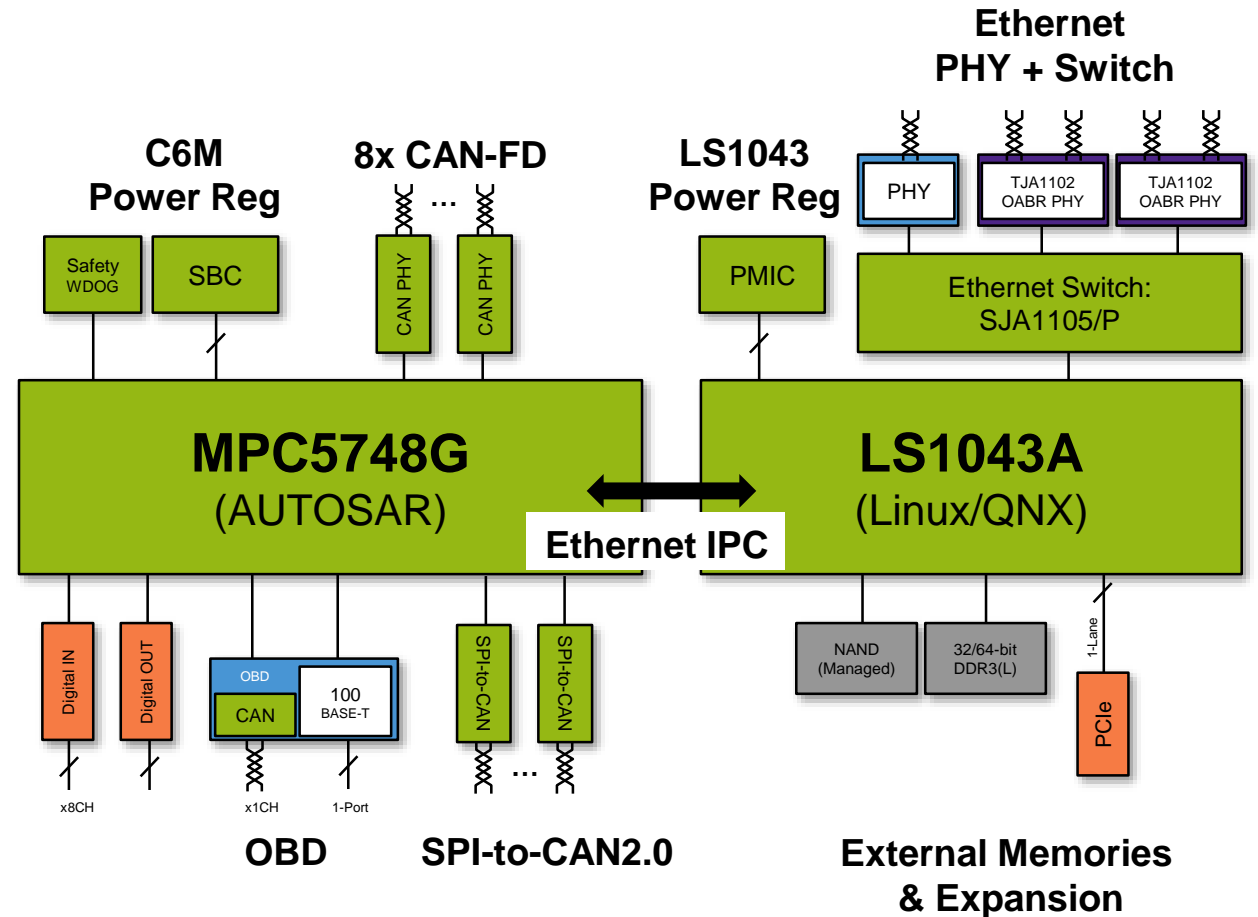 Ethernet
PHY + Switch
C6M
Power Reg
8x CAN-FD
LS1043
Power Reg
PHY
TJA1102
OABR PHY
TJA1102
OABR PHY
Safety
WDOG
SBC
...
CAN PHY
CAN PHY
PMIC
Ethernet Switch:
SJA1105/P
MPC5748G
(AUTOSAR)
LS1043A
(Linux/QNX)
Ethernet IPC
Digital IN
Digital OUT
OBD
CAN
100
BASE-T
SPI-to-CAN
SPI-to-CAN
...
NAND
(Managed)
32/64-bit
DDR3(L)
1-Lane
PCIe
x8CH
x1CH
1-Port
OBD
SPI-to-CAN2.0
External Memories
& Expansion